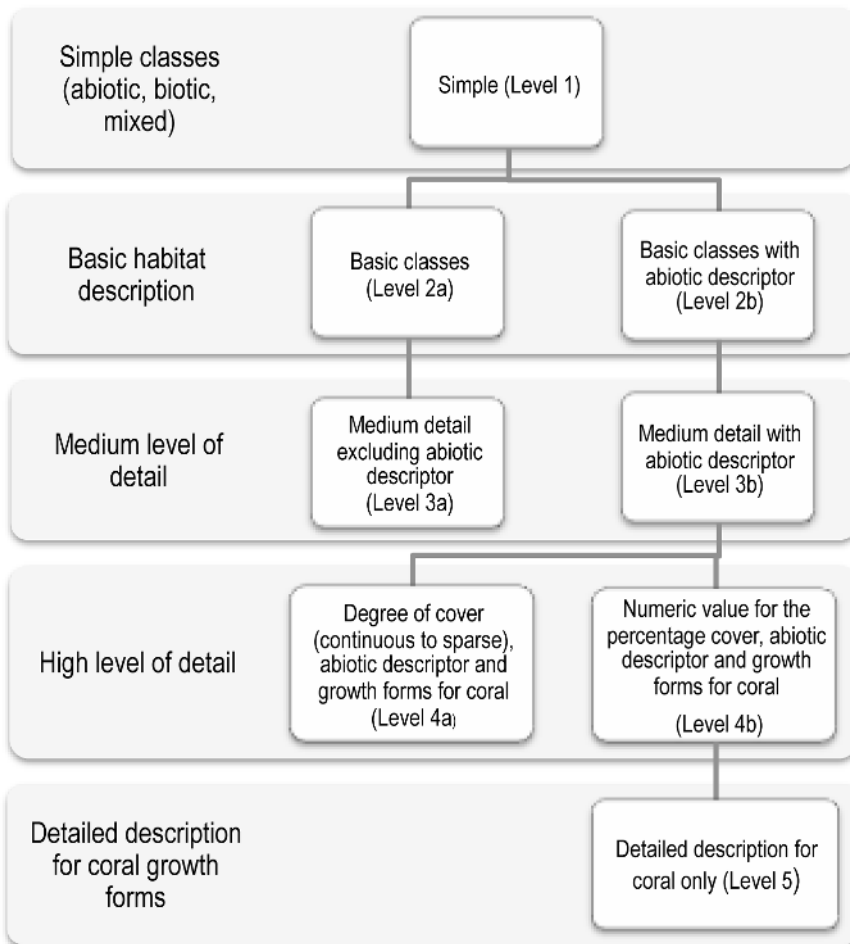 Simple classes
(abiotic, biotic,
mixed)
Simple (Level 1)
Basic habitat
description
Basic classes
(Level 2a)
Basic classes with
abiotic descriptor
(Level 2b)
Medium level of
detail
Medium detail
excluding abiotic
descriptor
(Level 3a)
Medium detail with
abiotic descriptor
(Level 3b)
High level of detail
Degree of cover
(continuous to sparse),
abiotic descriptor and
growth forms for coral
(Level 4a)
Numeric value for the
percentage cover, abiotic
descriptor and growth
forms for coral
(Level 4b)
Detailed description
for coral growth
forms
Detailed description for
coral only (Level 5)